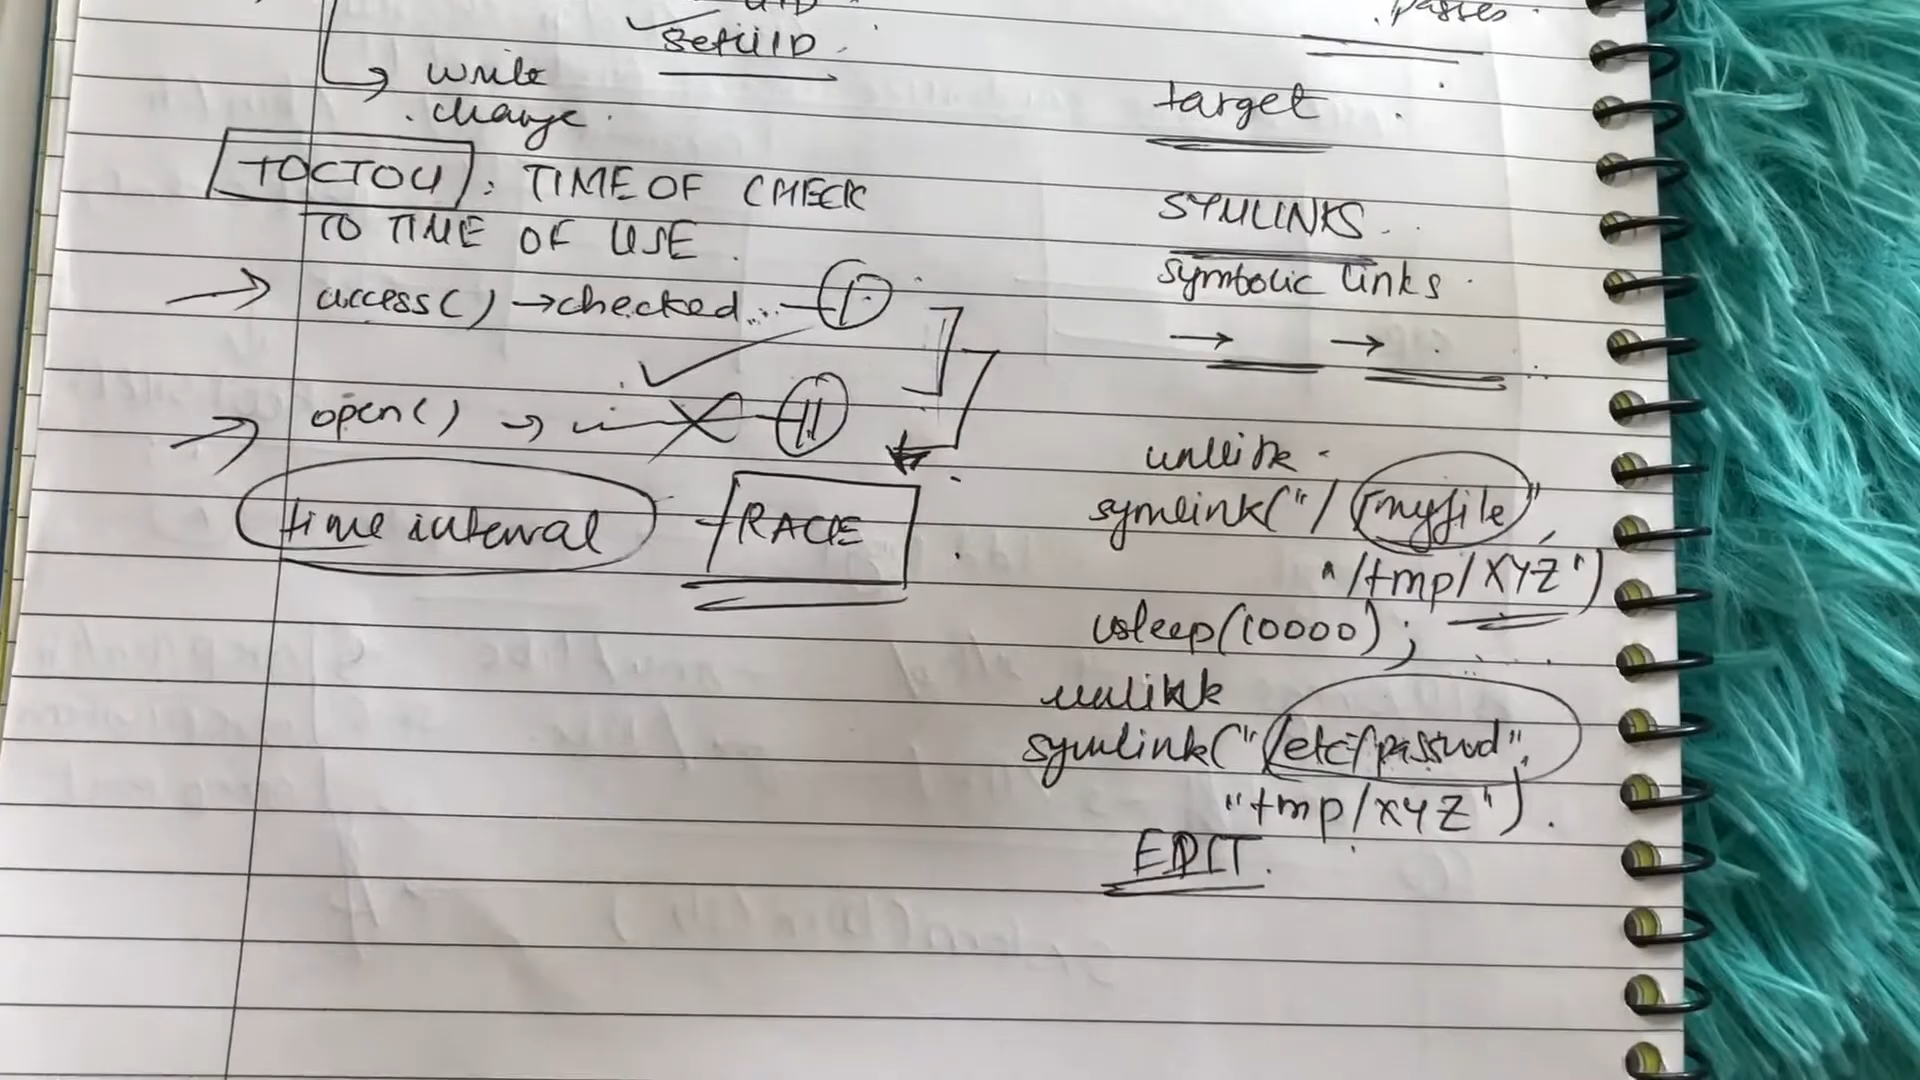 SetUID.
write
change.
TOCTOU : TIME OF CHECK
TO TIME OF USE.
access() → checked... I
open() → II
time interval RACE
passes.
target
SYMLINKS
symbolic links
→ →
unlink
symlink("/myfile",
"/tmp/XYZ")
usleep(10000);
unlink
symlink("/etc/passwd",
"tmp/XYZ").
EDIT.